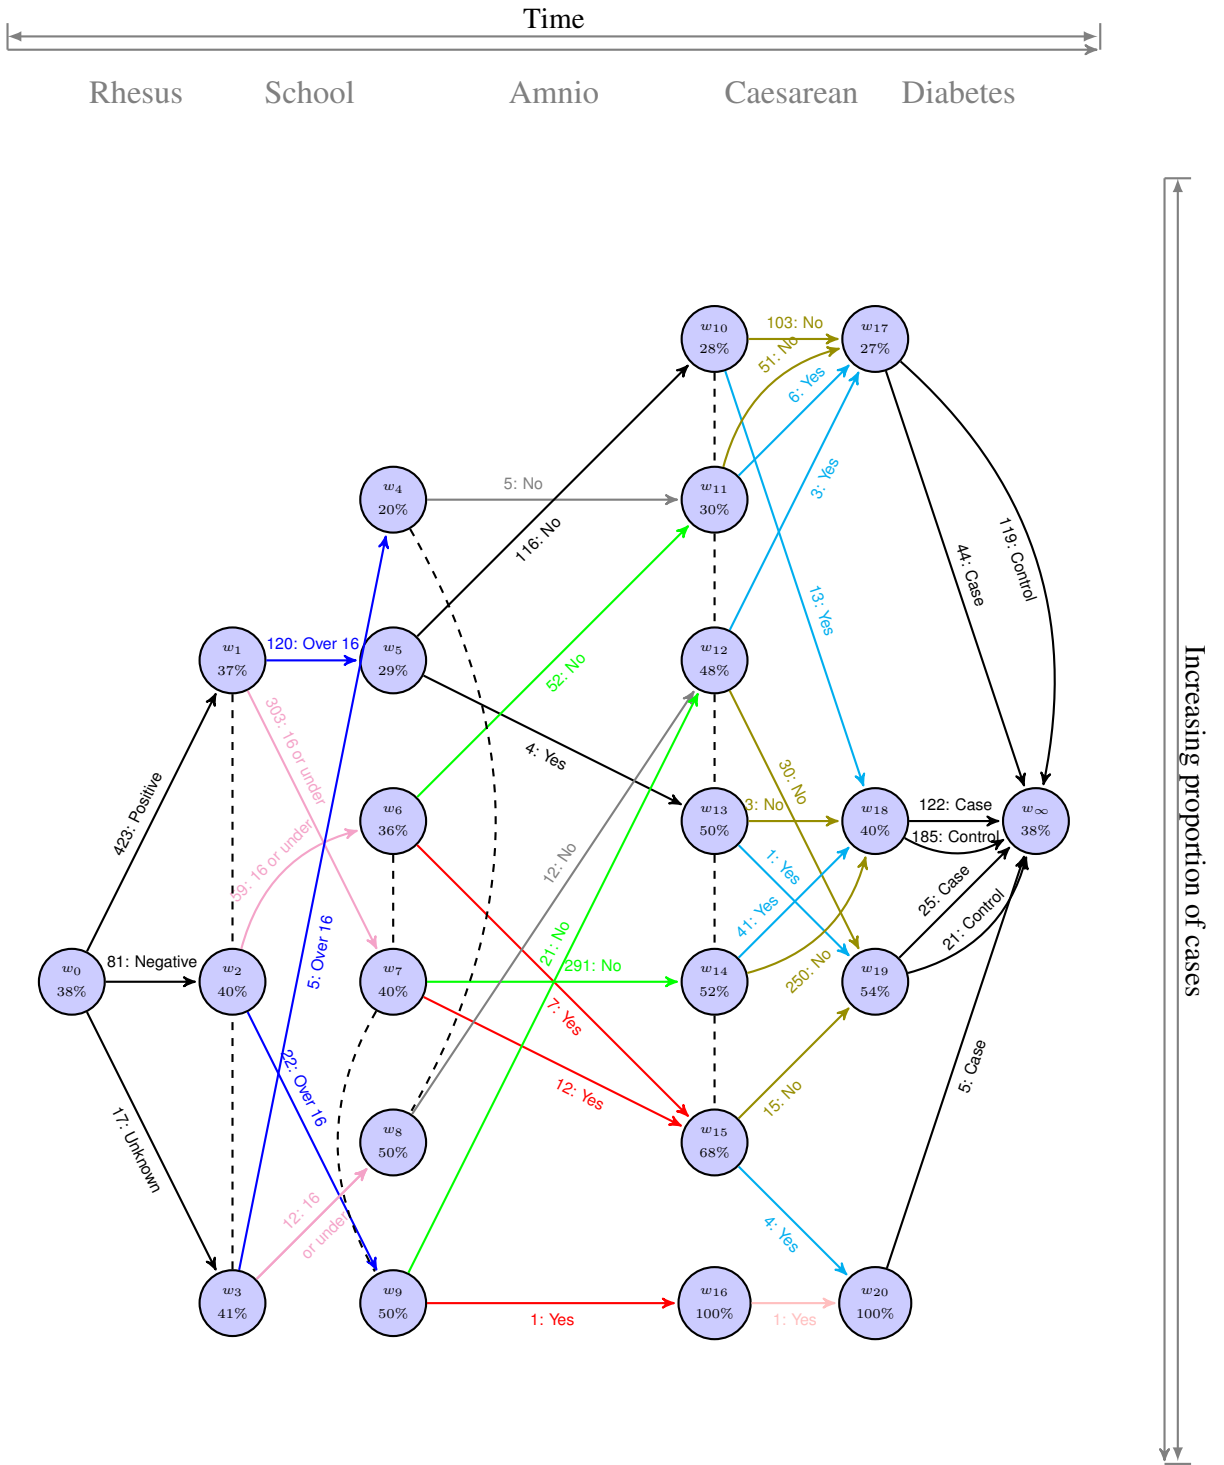 Time
Rhesus School Amnio Caesarean Diabetes
w10
28%
103: No
w17
27%
51: No
6: Yes
3: Yes
w4
20%
5: No
w11
30%
116: No
119: Control
44: Case
13: Yes
w1
37%
120: Over 16
w5
29%
52: No
w12
48%
Increasing proportion of cases
303: 16 or under
4: Yes
30: No
423: Positive
w6
36%
w13
50%
3: No
w18
40%
122: Case
185: Control
w∞
38%
59: 16 or under
12: No
1: Yes
25: Case
41: Yes
21: Control
5: Over 16
21: No
w0
38%
81: Negative
w2
40%
w7
40%
291: No
w14
52%
250: No
w19
54%
7: Yes
22: Over 16
12: Yes
15: No
5: Case
17: Unknown
w8
50%
w15
68%
12: 16
or under
4: Yes
w3
41%
w9
50%
1: Yes
w16
100%
1: Yes
w20
100%